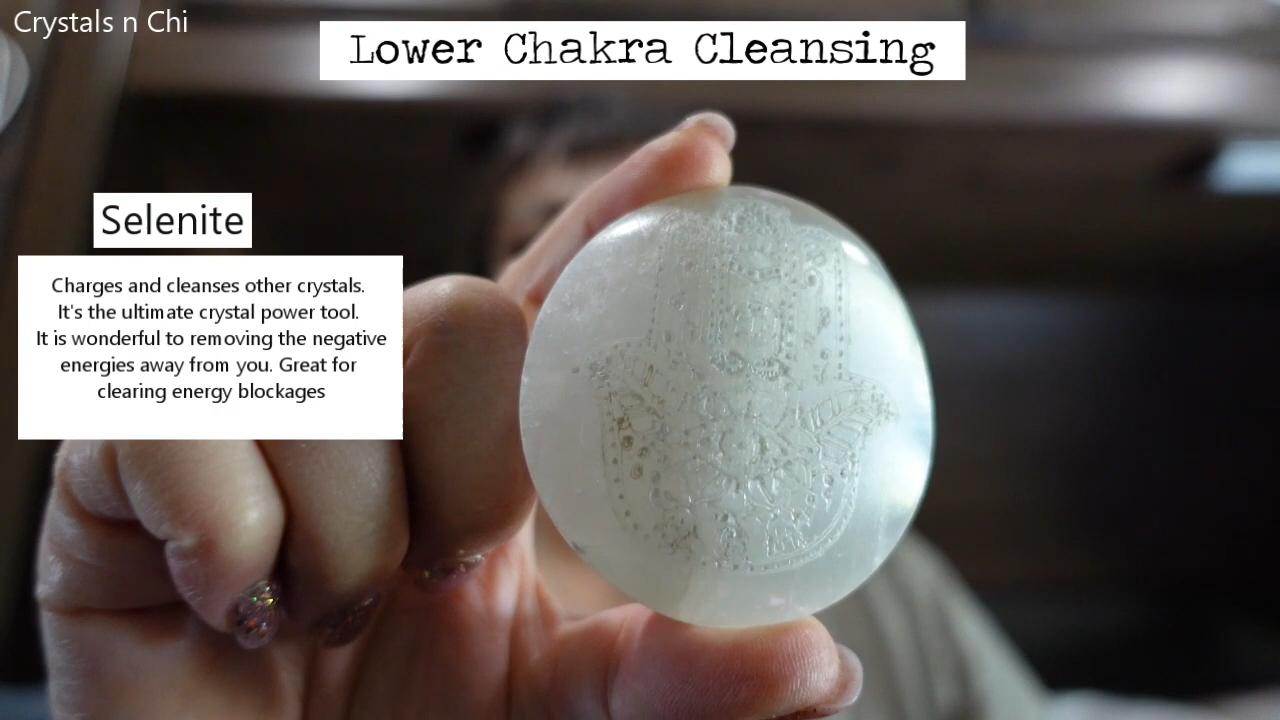 Crystals n Chi
Lower Chakra Cleansing
Selenite
Charges and cleanses other crystals.
It's the ultimate crystal power tool.
It is wonderful to removing the negative
energies away from you. Great for
clearing energy blockages